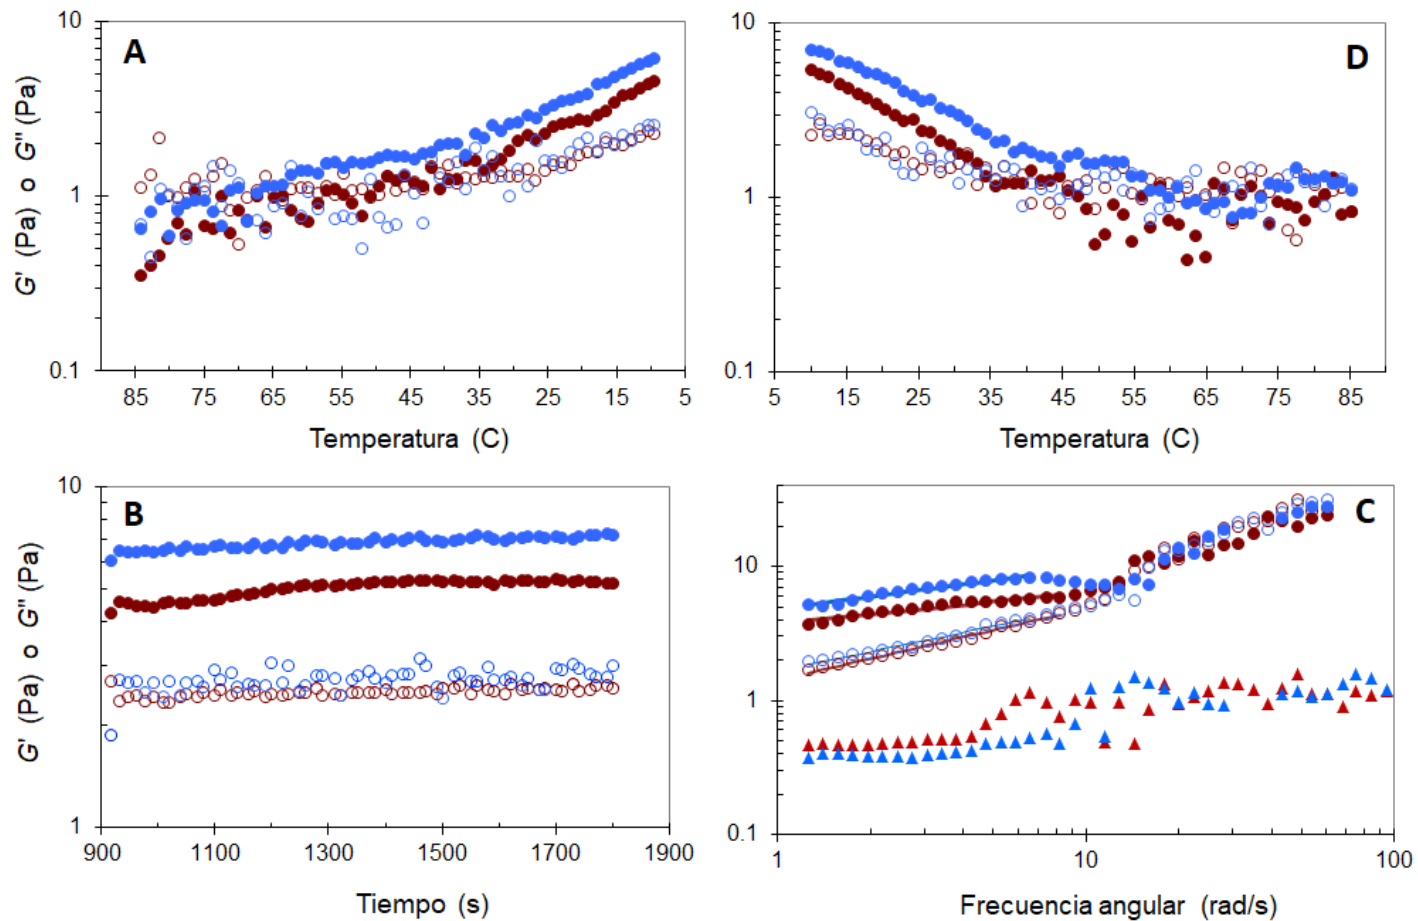 A
10
1
0.1
G' (Pa) o G" (Pa)
85 75 65 55 45 35 25 15 5
Temperatura (C)
D
10
1
0.1
5 15 25 35 45 55 65 75 85
Temperatura (C)
B
10
1
G' (Pa) o G" (Pa)
900 1100 1300 1500 1700 1900
Tiempo (s)
C
10
1
0.1
1 10 100
Frecuencia angular (rad/s)